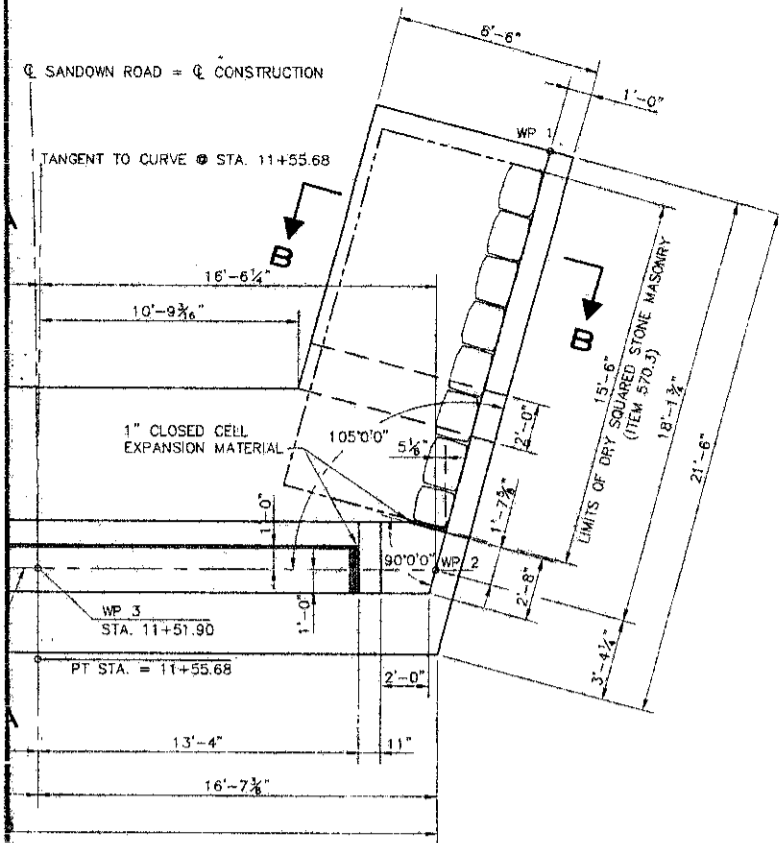 8'-6"
1'-0"
℄ SANDOWN ROAD = ℄ CONSTRUCTION
WP 1
TANGENT TO CURVE @ STA. 11+55.68
B
B
16'-6¼"
10'-9³⁄₁₆"
1" CLOSED CELL
EXPANSION MATERIAL
105°0'0"
5⅛"
2'-0"
15'-6"
LIMITS OF DRY SQUARED STONE MASONRY
(ITEM 570.3)
18'-1¾"
21'-6"
1'-0"
1'-7⅝"
90°0'0"
WP 2
2'-8"
1'-0"
WP 3
STA. 11+51.90
3'-4¼"
PT STA. = 11+55.68
2'-0"
13'-4"
11"
16'-7⅜"